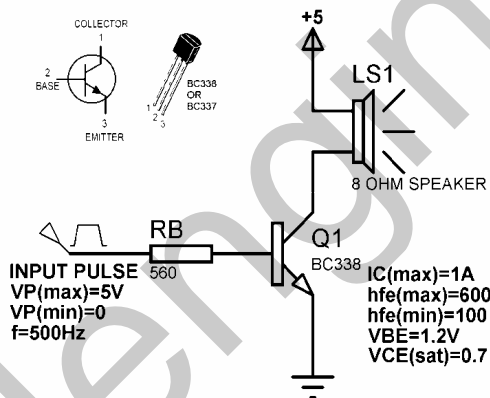 COLLECTOR
1
2
BASE
3
EMITTER
1
2
3
BC338
OR
BC337
+5
LS1
8 OHM SPEAKER
RB
560
Q1
BC338
INPUT PULSE
VP(max)=5V
VP(min)=0
f=500Hz
IC(max)=1A
hfe(max)=600
hfe(min)=100
VBE=1.2V
VCE(sat)=0.7